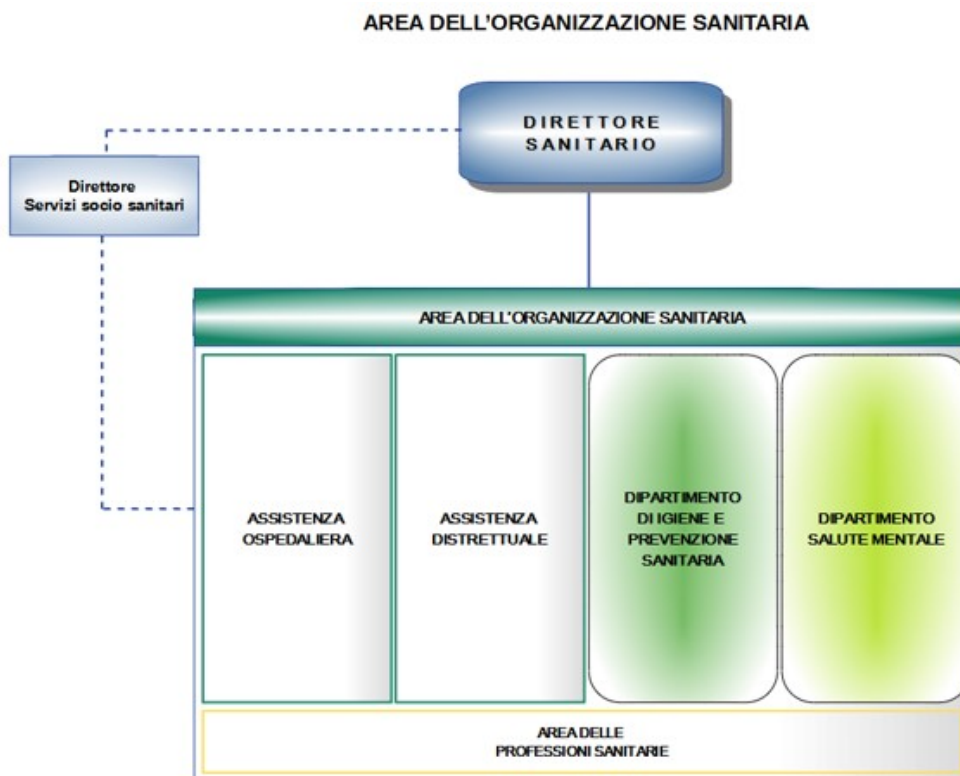 AREA DELL'ORGANIZZAZIONE SANITARIA
DIRETTORE
SANITARIO
Direttore
Servizi socio sanitari
AREA DELL'ORGANIZZAZIONE SANITARIA
ASSISTENZA
OSPEDALIERA
ASSISTENZA
DISTRETTUALE
DIPARTIMENTO
DI IGIENE E
PREVENZIONE
SANITARIA
DIPARTIMENTO
SALUTE MENTALE
AREA DELLE
PROFESSIONI SANITARIE